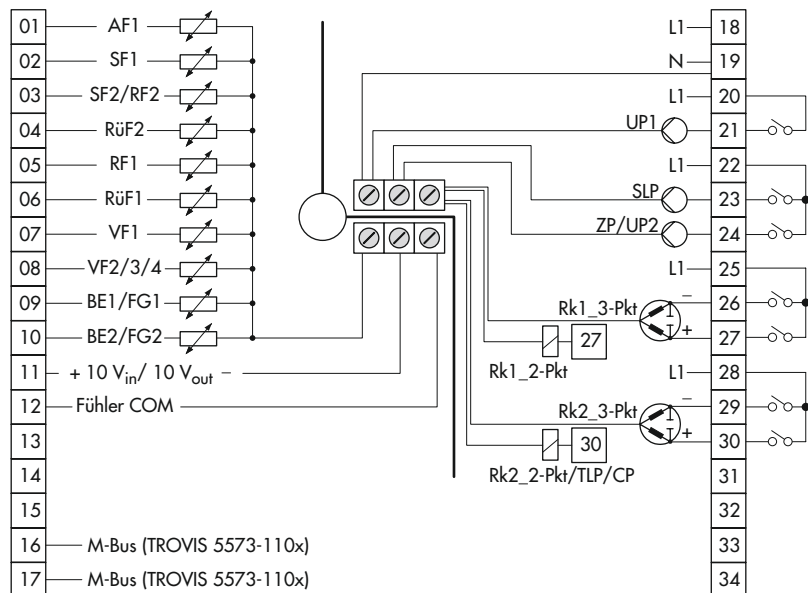 01 AF1 L1 18
02 SF1 N 19
03 SF2/RF2 L1 20
04 RüF2 UP1 21
05 RF1 L1 22
06 RüF1 SLP 23
07 VF1 ZP/UP2 24
08 VF2/3/4 L1 25
09 BE1/FG1 Rk1_3-Pkt − 26
10 BE2/FG2 27 + 27
11 + 10 Vin/ 10 Vout − Rk1_2-Pkt L1 28
12 Fühler COM Rk2_3-Pkt − 29
13 30 + 30
14 Rk2_2-Pkt/TLP/CP 31
15 32
16 M-Bus (TROVIS 5573-110x) 33
17 M-Bus (TROVIS 5573-110x) 34